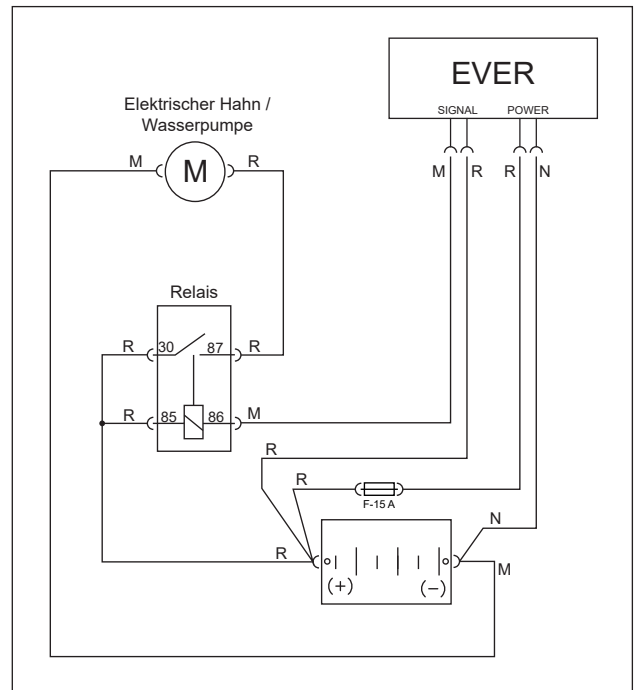 EVER
SIGNAL POWER
Elektrischer Hahn /
Wasserpumpe
M M R
M R R N
Relais
R 30 87 R
R 85 86 M
R
R
F-15 A
N
R
M
(+) (−)